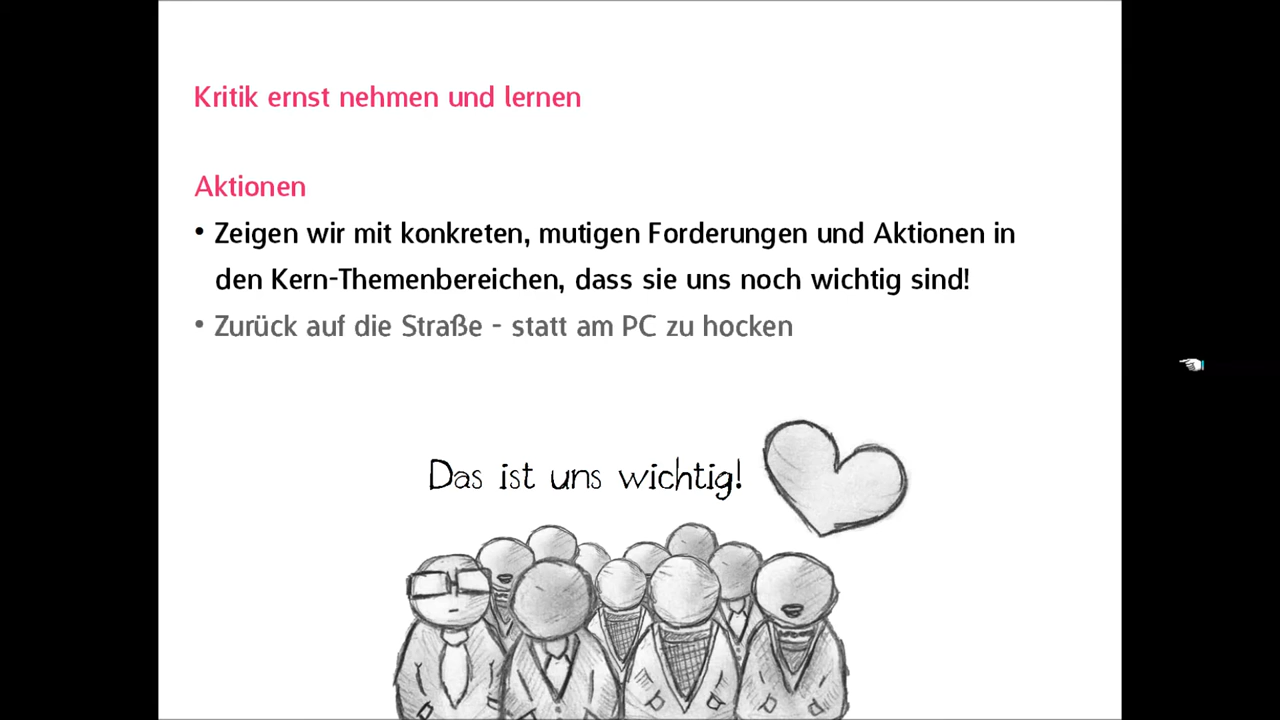 Kritik ernst nehmen und lernen
Aktionen
• Zeigen wir mit konkreten, mutigen Forderungen und Aktionen in
den Kern-Themenbereichen, dass sie uns noch wichtig sind!
• Zurück auf die Straße - statt am PC zu hocken
Das ist uns wichtig!